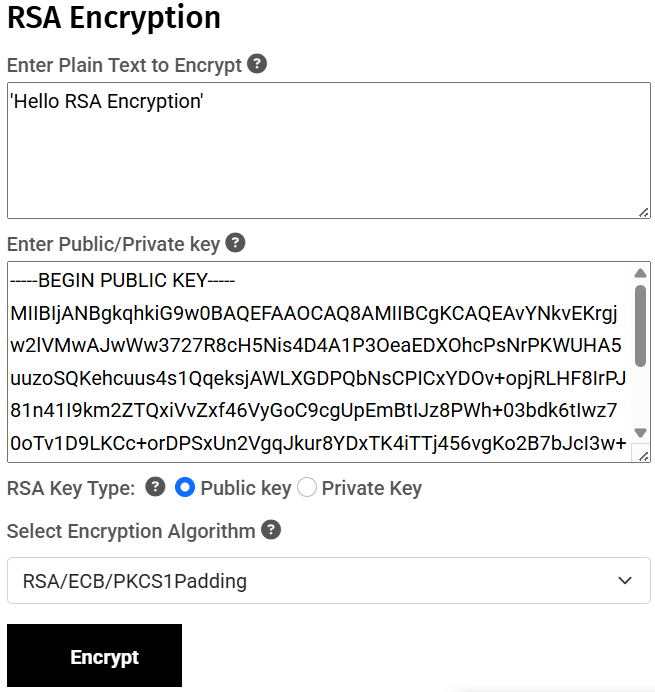 RSA Encryption
Enter Plain Text to Encrypt ?
'Hello RSA Encryption'
Enter Public/Private key ?
-----BEGIN PUBLIC KEY-----
MIIBIjANBgkqhkiG9w0BAQEFAAOCAQ8AMIIBCgKCAQEAvYNkvEKrgj
w2lVMwAJwWw3727R8cH5Nis4D4A1P3OeaEDXOhcPsNrPKWUHA5
uuzoSQKehcuus4s1QqeksjAWLXGDPQbNsCPICxYDOv+opjRLHF8IrPJ
81n41I9km2ZTQxiVvZxf46VyGoC9cgUpEmBtIJz8PWh+03bdk6tIwz7
0oTv1D9LKCc+orDPSxUn2VgqJkur8YDxTK4iTTj456vgKo2B7bJcI3w+
RSA Key Type: ? Public key Private Key
Select Encryption Algorithm ?
RSA/ECB/PKCS1Padding
Encrypt